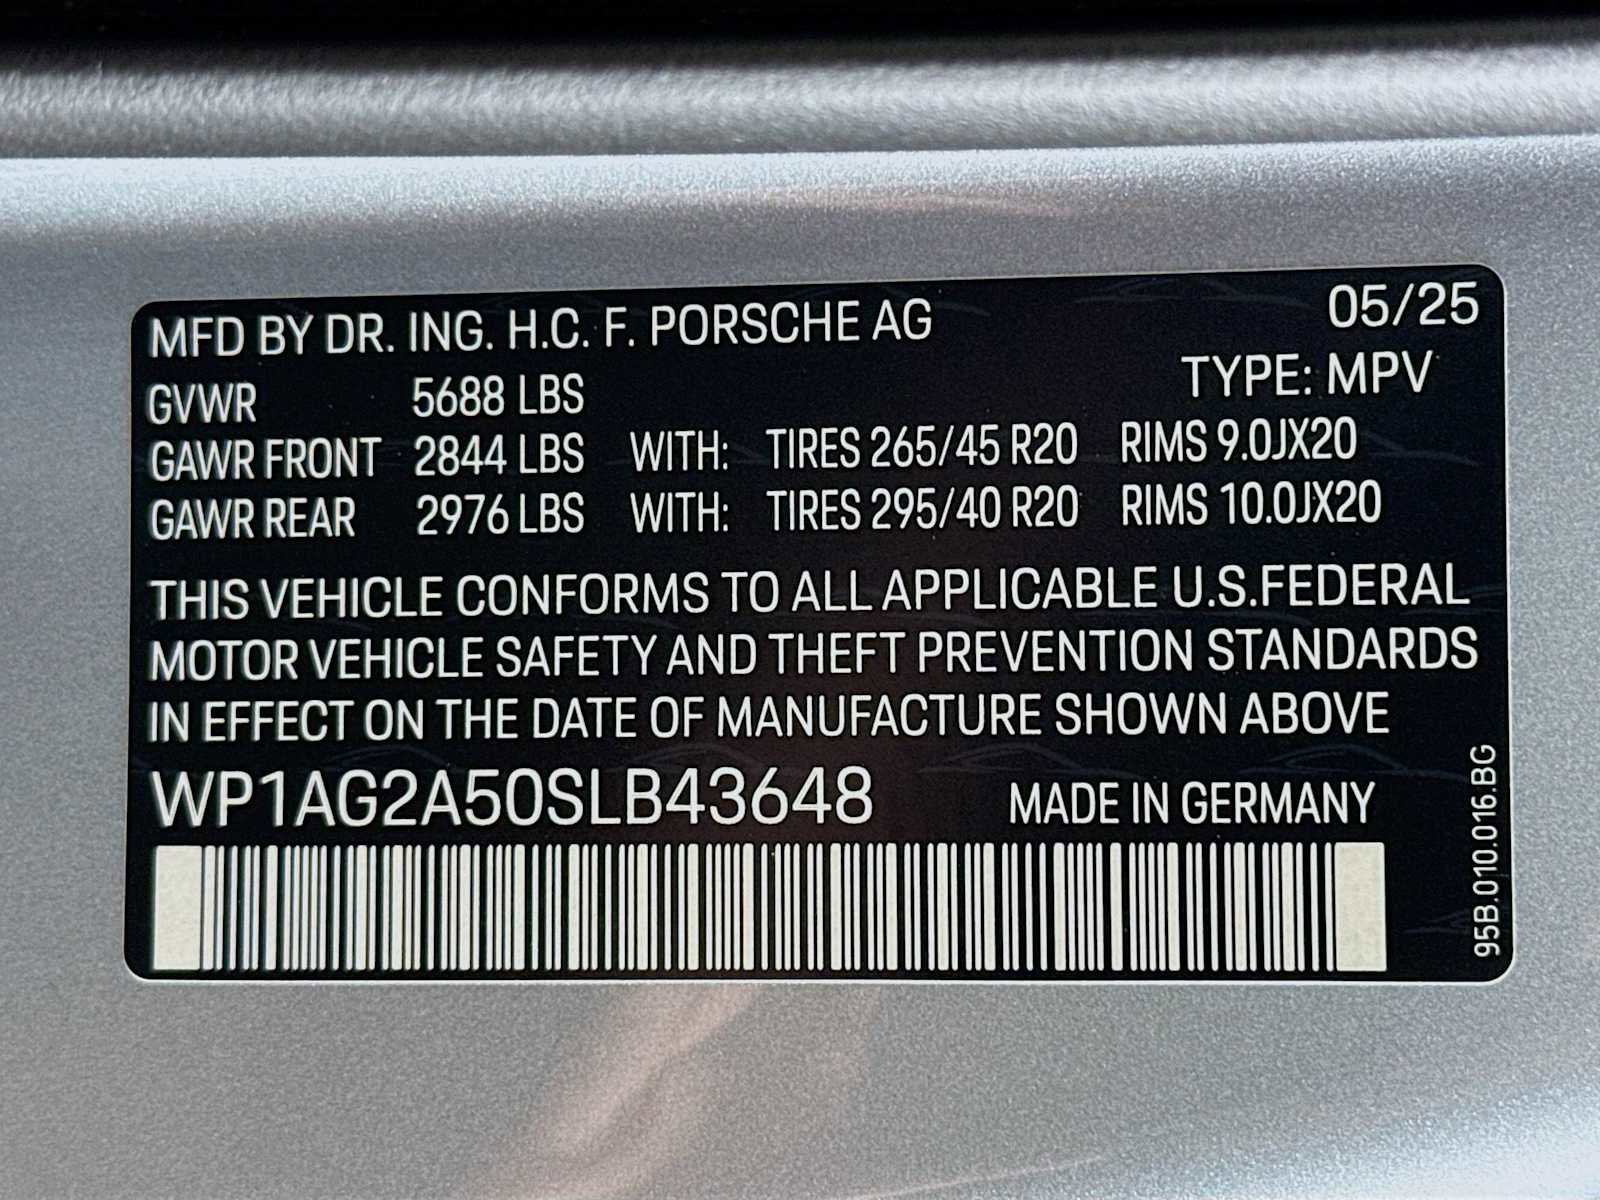 MFD BY DR. ING. H.C. F. PORSCHE AG 05/25
TYPE: MPV
GVWR 5688 LBS
GAWR FRONT 2844 LBS WITH: TIRES 265/45 R20 RIMS 9.0JX20
GAWR REAR 2976 LBS WITH: TIRES 295/40 R20 RIMS 10.0JX20
THIS VEHICLE CONFORMS TO ALL APPLICABLE U.S.FEDERAL
MOTOR VEHICLE SAFETY AND THEFT PREVENTION STANDARDS
IN EFFECT ON THE DATE OF MANUFACTURE SHOWN ABOVE
WP1AG2A50SLB43648 MADE IN GERMANY
95B.010.016.BG